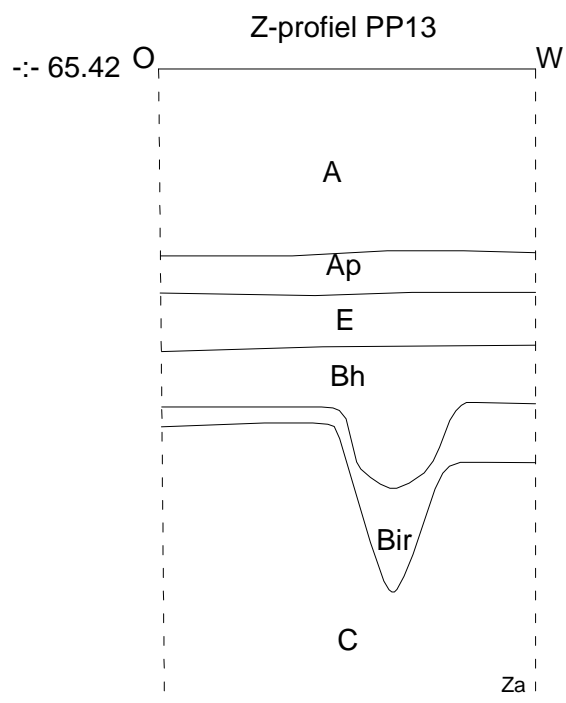 Z-profiel PP13
-:- 65.42 O W
A
Ap
E
Bh
Bir
C
Za